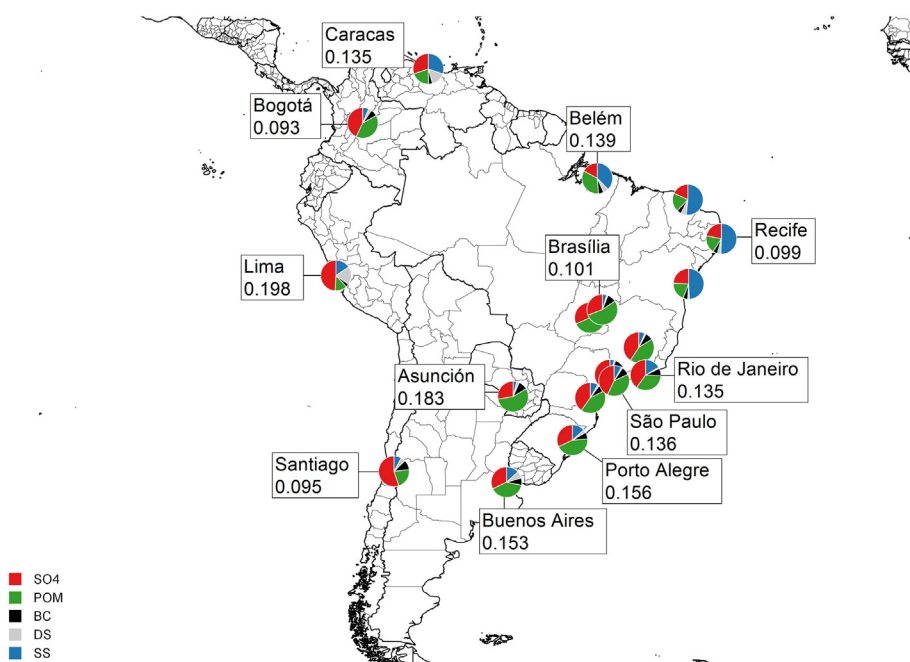 Caracas
0.135
Bogotá
0.093
Belém
0.139
Recife
0.099
Brasília
0.101
Lima
0.198
Asunción
0.183
Rio de Janeiro
0.135
São Paulo
0.136
Santiago
0.095
Porto Alegre
0.156
Buenos Aires
0.153
SO4
POM
BC
DS
SS